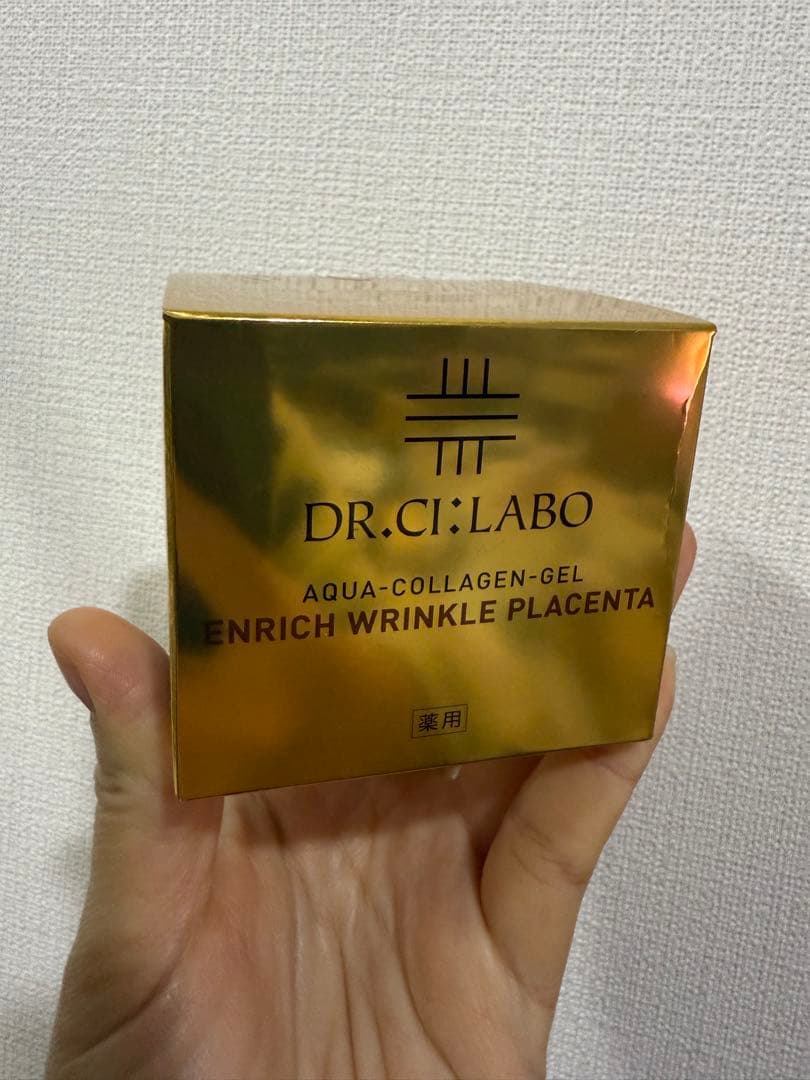 DR.CI:LABO
AQUA-COLLAGEN-GEL
ENRICH WRINKLE PLACENTA
薬用